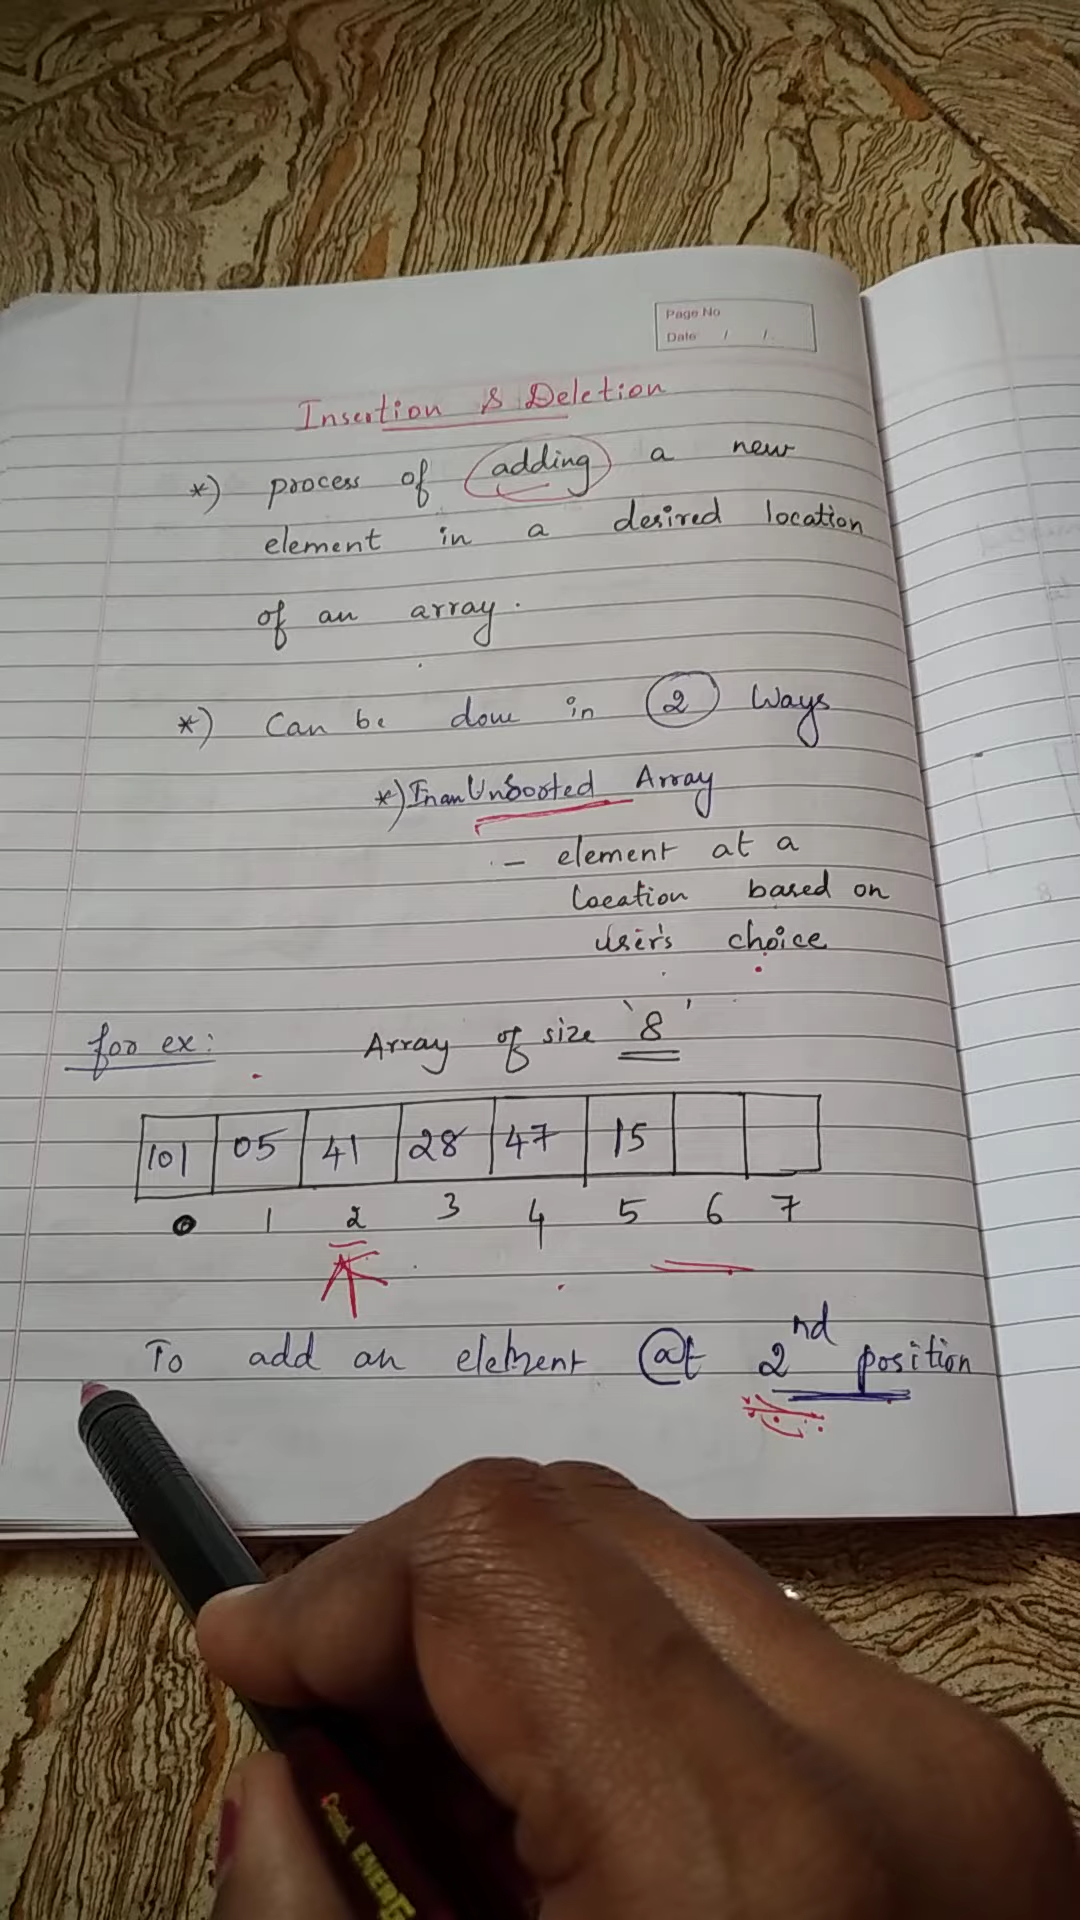 Page No
Date / /
Insertion & Deletion
*) process of adding a new
element in a desired location
of an array.
*) Can be done in 2 Ways
*) In an Unsorted Array
- element at a
location based on
user's choice
for ex: Array of size '8'
101 05 41 28 47 15
0 1 2 3 4 5 6 7
To add an element @at 2nd position
ENERG